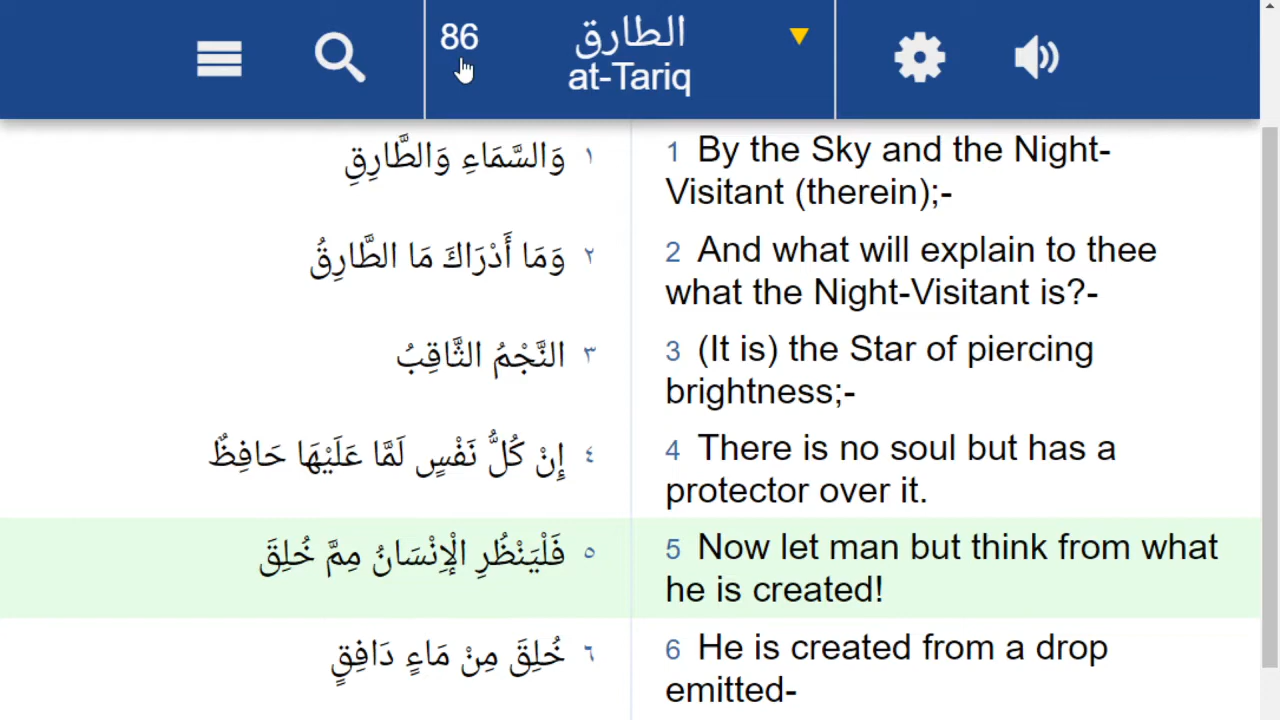 86
الطارق
at-Tariq
١ وَالسَّمَاءِ وَالطَّارِقِ
1 By the Sky and the Night-
Visitant (therein);-
٢ وَمَا أَدْرَاكَ مَا الطَّارِقُ
2 And what will explain to thee
what the Night-Visitant is?-
٣ النَّجْمُ الثَّاقِبُ
3 (It is) the Star of piercing
brightness;-
٤ إِنْ كُلُّ نَفْسٍ لَمَّا عَلَيْهَا حَافِظٌ
4 There is no soul but has a
protector over it.
٥ فَلْيَنْظُرِ الْإِنْسَانُ مِمَّ خُلِقَ
5 Now let man but think from what
he is created!
٦ خُلِقَ مِنْ مَاءٍ دَافِقٍ
6 He is created from a drop
emitted-